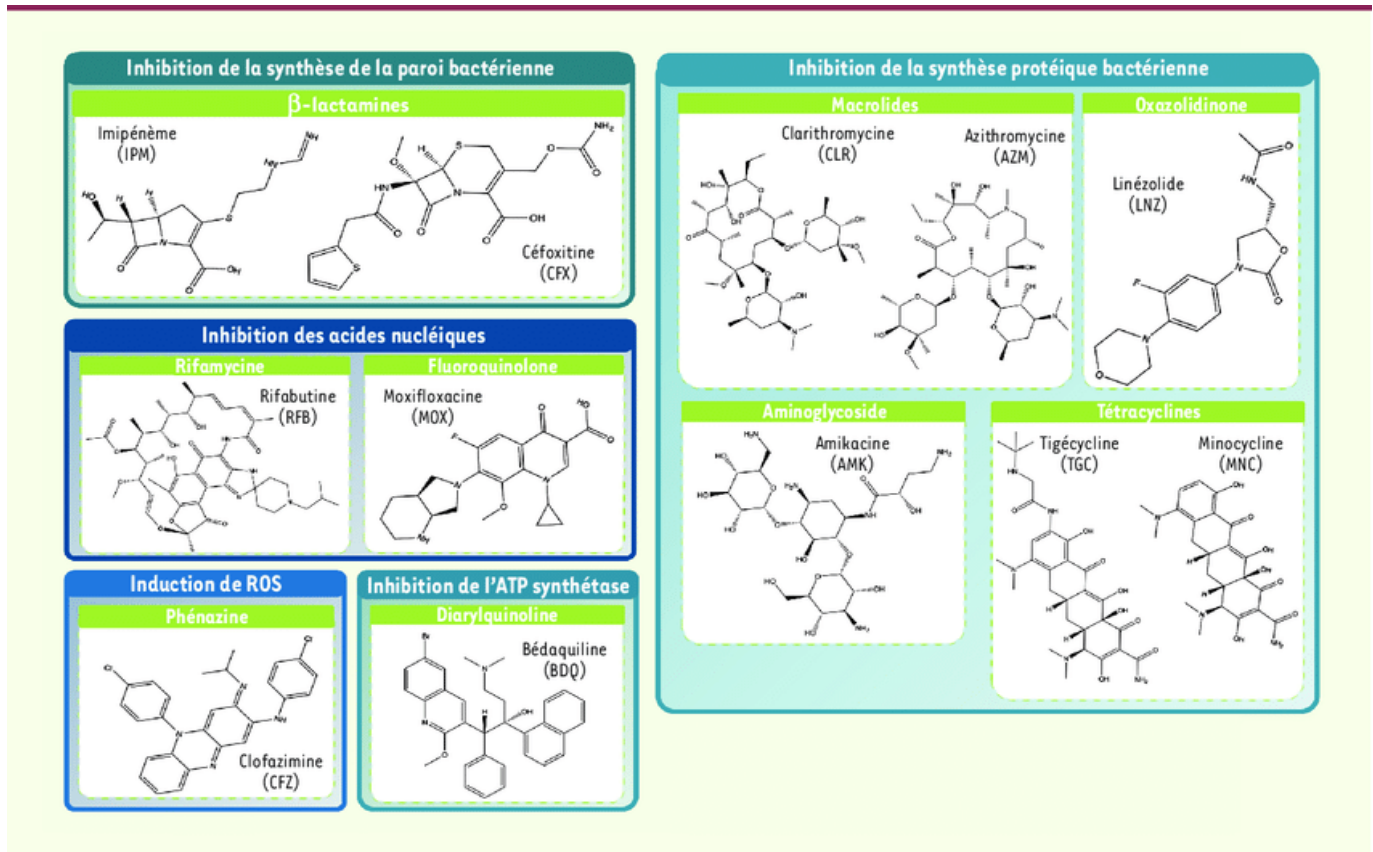 Inhibition de la synthèse de la paroi bactérienne
β-lactamines
Imipénème
(IPM)
Céfoxitine
(CFX)
Inhibition des acides nucléiques
Rifamycine
Rifabutine
(RFB)
Fluoroquinolone
Moxifloxacine
(MOX)
Induction de ROS
Phénazine
Clofazimine
(CFZ)
Inhibition de l'ATP synthétase
Diarylquinoline
Bédaquiline
(BDQ)
Inhibition de la synthèse protéique bactérienne
Macrolides
Clarithromycine
(CLR)
Azithromycine
(AZM)
Oxazolidinone
Linézolide
(LNZ)
Aminoglycoside
Amikacine
(AMK)
Tétracyclines
Tigécycline
(TGC)
Minocycline
(MNC)